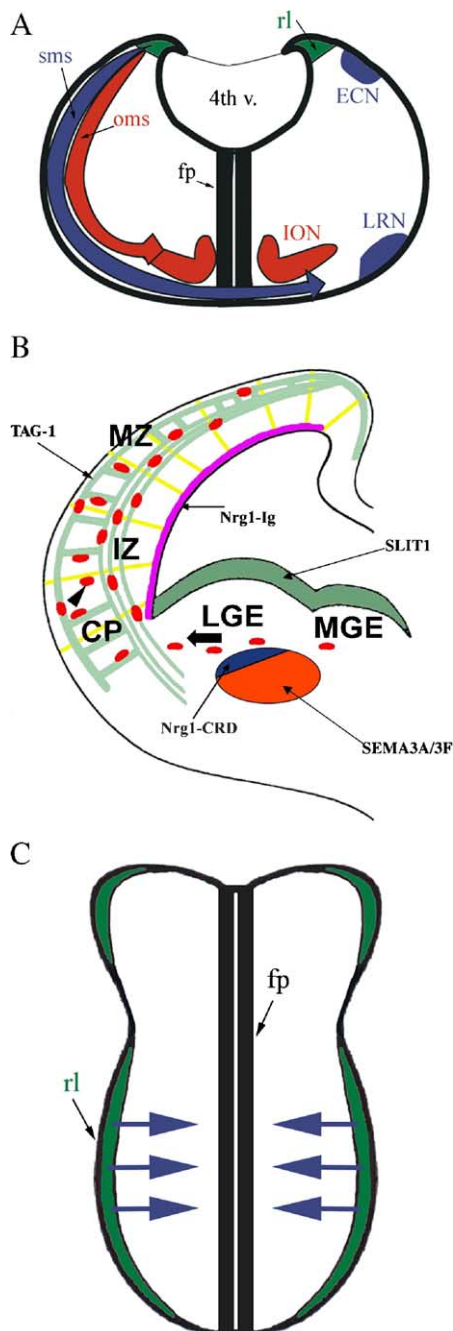 A
sms
rl
oms
4th v.
ECN
fp
LRN
ION
B
TAG-1
MZ
Nrg1-Ig
IZ
SLIT1
LGE
MGE
CP
Nrg1-CRD
SEMA3A/3F
C
fp
rl